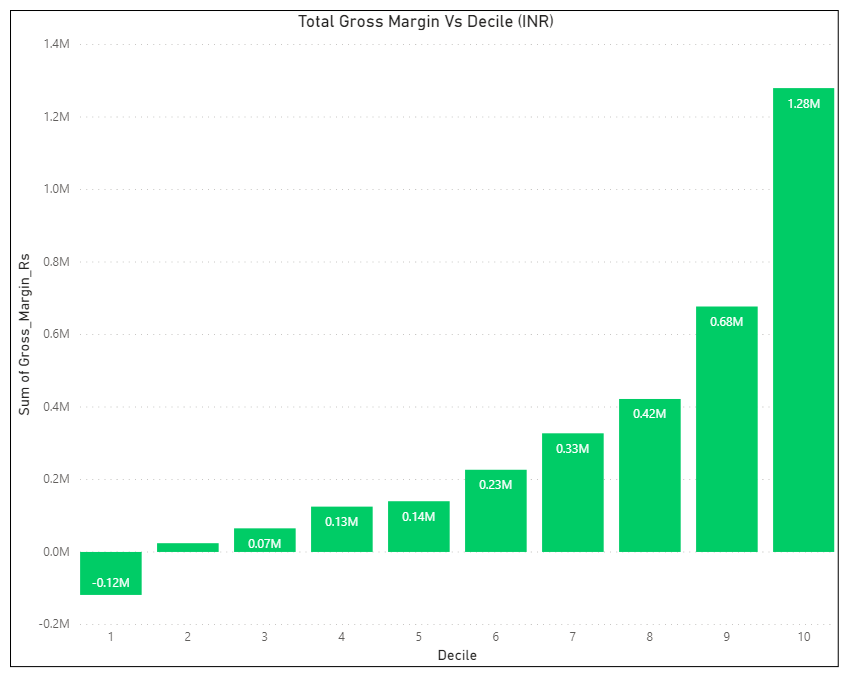 Total Gross Margin Vs Decile (INR)
1.4M
1.2M
1.0M
0.8M
0.6M
0.4M
0.2M
0.0M
-0.2M
Sum of Gross_Margin_Rs
-0.12M
0.07M
0.13M
0.14M
0.23M
0.33M
0.42M
0.68M
1.28M
1 2 3 4 5 6 7 8 9 10
Decile